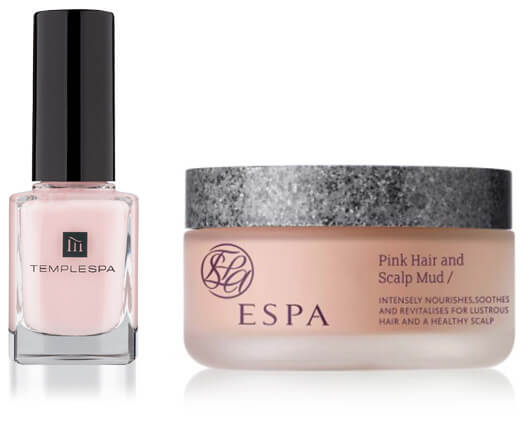 TEMPLESPA
ESPA
Pink Hair and
Scalp Mud /
INTENSELY NOURISHES, SOOTHES
AND REVITALISES FOR LUSTROUS
HAIR AND A HEALTHY SCALP